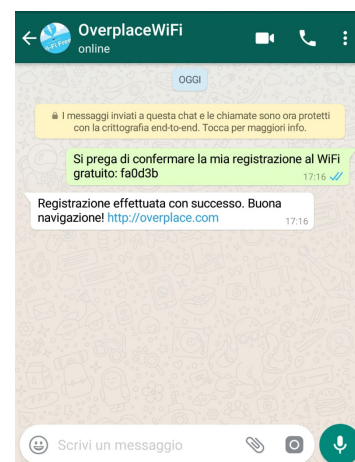 OverplaceWiFi
online
OGGI
I messaggi inviati a questa chat e le chiamate sono ora protetti
con la crittografia end-to-end. Tocca per maggiori info.
Si prega di confermare la mia registrazione al WiFi
gratuito: fa0d3b
17:16
Registrazione effettuata con successo. Buona
navigazione! http://overplace.com
17:16
Scrivi un messaggio